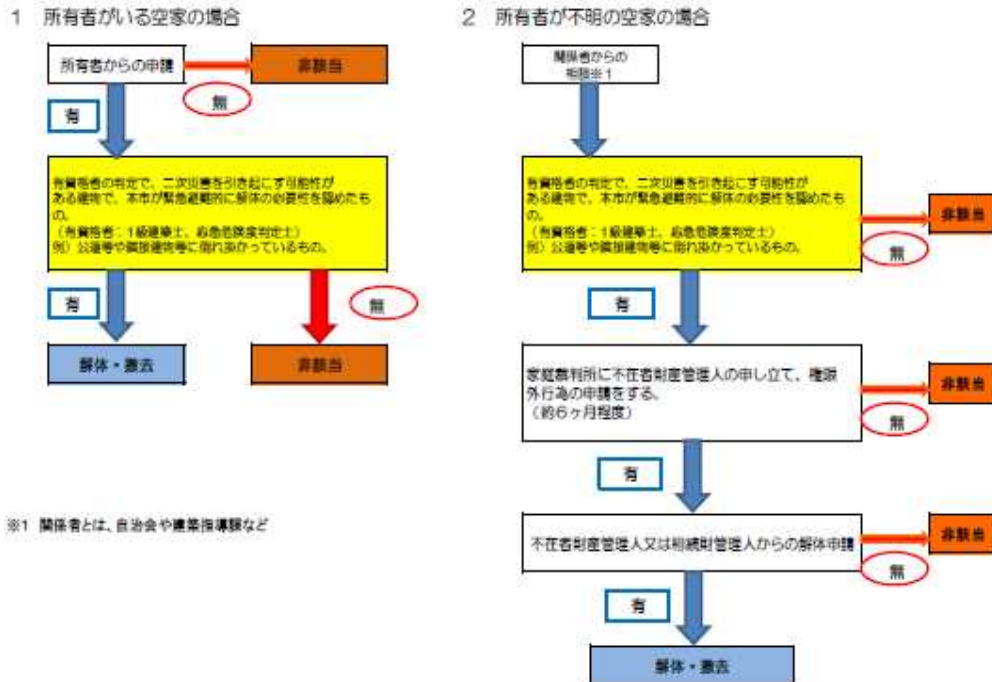 1 所有者がいる空家の場合
所有者からの申請
非該当
無
有
有資格者の判定で、二次災害を引き起こす可能性が
ある建物で、本市が緊急避難的に解体の必要性を認めたも
の。
(有資格者:1級建築士、応急危険度判定士)
例)公道等や隣接建物等に倒れ掛かっているもの。
有
無
解体・撤去
非該当
※1 関係者とは、自治会や建築指導課など
2 所有者が不明の空家の場合
関係者からの
相談※1
有資格者の判定で、二次災害を引き起こす可能性が
ある建物で、本市が緊急避難的に解体の必要性を認めたも
の。
(有資格者:1級建築士、応急危険度判定士)
例)公道等や隣接建物等に倒れ掛かっているもの。
非該当
無
有
家庭裁判所に不在者財産管理人の申し立て、権限
外行為の申請をする。
(約6ヶ月程度)
非該当
無
有
不在者財産管理人又は相続財管理人からの解体申請
非該当
無
有
解体・撤去